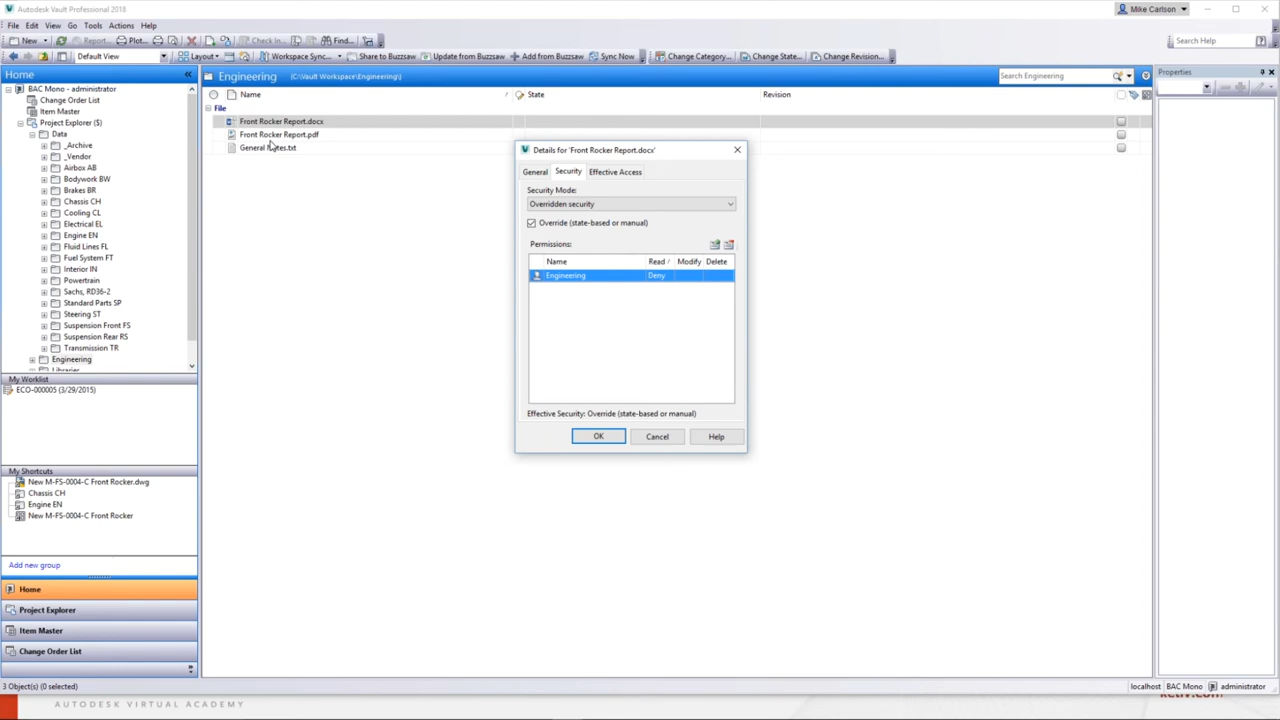 Autodesk Vault Professional 2018
Mike Carlson
File Edit View Go Tools Actions Help
New Report... Plot... Check In... Find...
Search Help
Default View Layout Workspace Sync... Share to Buzzsaw Update from Buzzsaw Add from Buzzsaw Sync Now Change Category... Change State... Change Revision...
Home
Engineering (C:\Vault Workspace\Engineering\)
Search Engineering
Properties
BAC Mono - administrator
Change Order List
Item Master
Project Explorer ($)
Data
_Archive
_Vendor
Airbox AB
Bodywork BW
Brakes BR
Chassis CH
Cooling CL
Electrical EL
Engine EN
Fluid Lines FL
Fuel System FT
Interior IN
Powertrain
Sachs, RD36-2
Standard Parts SP
Steering ST
Suspension Front FS
Suspension Rear RS
Transmission TR
Engineering
Name State Revision
File
Front Rocker Report.docx
Front Rocker Report.pdf
General Notes.txt
Details for 'Front Rocker Report.docx'
General Security Effective Access
Security Mode:
Overridden security
Override (state-based or manual)
Permissions:
Name Read / Modify Delete
Engineering Deny
Effective Security: Override (state-based or manual)
OK Cancel Help
My Worklist
ECO-000005 (3/29/2015)
My Shortcuts
New M-FS-0004-C Front Rocker.dwg
Chassis CH
Engine EN
New M-FS-0004-C Front Rocker
Add new group
Home
Project Explorer
Item Master
Change Order List
3 Object(s) (0 selected)
localhost BAC Mono administrator
AUTODESK VIRTUAL ACADEMY